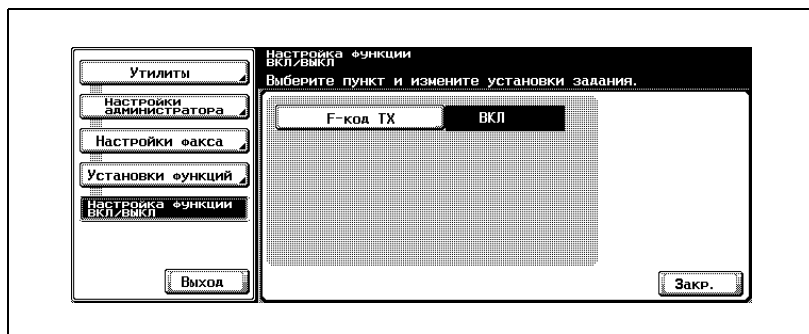 Утилиты
Настройки
администратора
Настройки факса
Установки функций
Настройка функции
ВКЛ/ВЫКЛ
Выход
Настройка функции
ВКЛ/ВЫКЛ
Выберите пункт и измените установки задания.
F-код TX
ВКЛ
Закр.